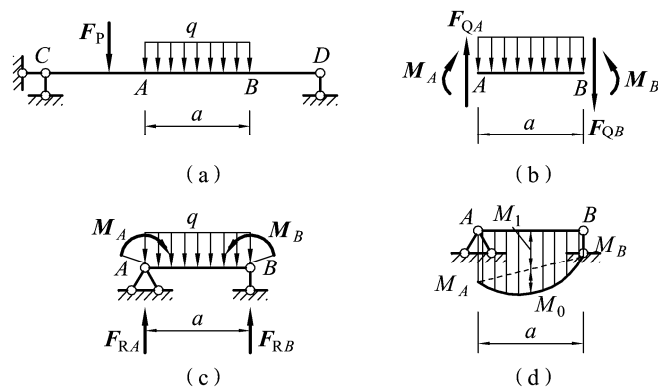 F_P q
C D
A B
a
(a)
F_QA
M_A M_B
A B
F_QB
a
(b)
M_A q M_B
A B
a
F_RA F_RB
(c)
A M_1 B
M_B
M_A
M_0
a
(d)